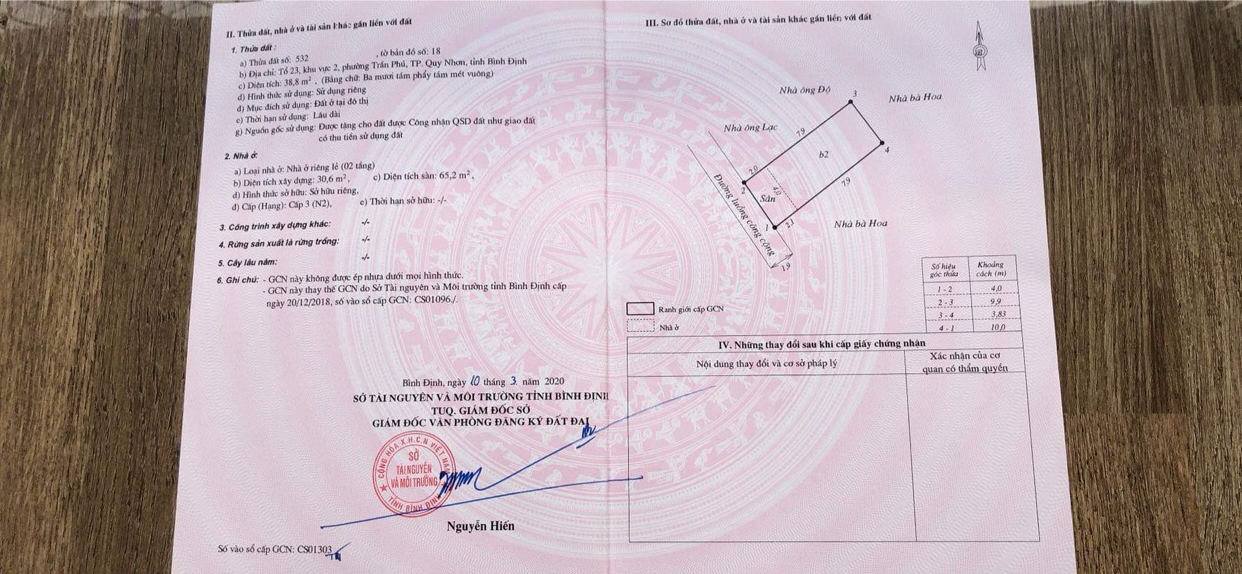 II. Thửa đất, nhà ở và tài sản khác gắn liền với đất
1. Thửa đất:
a) Thửa đất số: 532 , tờ bản đồ số: 18
b) Địa chỉ: Tổ 23, khu vực 2, phường Trần Phú, TP. Quy Nhơn, tỉnh Bình Định
c) Diện tích: 38,8 m², (Bằng chữ: Ba mươi tám phẩy tám mét vuông)
d) Hình thức sử dụng: Sử dụng riêng
đ) Mục đích sử dụng: Đất ở tại đô thị
e) Thời hạn sử dụng: Lâu dài
g) Nguồn gốc sử dụng: Được tặng cho đất được Công nhận QSD đất như giao đất
có thu tiền sử dụng đất
2. Nhà ở:
a) Loại nhà ở: Nhà ở riêng lẻ (02 tầng)
b) Diện tích xây dựng: 30,6 m², c) Diện tích sàn: 65,2 m²,
d) Hình thức sở hữu: Sở hữu riêng,
đ) Cấp (Hạng): Cấp 3 (N2), e) Thời hạn sở hữu: -/-
3. Công trình xây dựng khác: -/-
4. Rừng sản xuất là rừng trồng: -/-
5. Cây lâu năm: -/-
6. Ghi chú: - GCN này không được ép nhựa dưới mọi hình thức.
- GCN này thay thế GCN do Sở Tài nguyên và Môi trường tỉnh Bình Định cấp
ngày 20/12/2018, số vào sổ cấp GCN: CS01096./.
Bình Định, ngày 10 tháng 3 năm 2020
SỞ TÀI NGUYÊN VÀ MÔI TRƯỜNG TỈNH BÌNH ĐỊNH
TUQ. GIÁM ĐỐC SỞ
GIÁM ĐỐC VĂN PHÒNG ĐĂNG KÝ ĐẤT ĐAI
CỘNG HÒA X.H.C.N VIỆT NAM
SỞ
TÀI NGUYÊN
VÀ MÔI TRƯỜNG
TỈNH BÌNH ĐỊNH
Nguyễn Hiến
Số vào sổ cấp GCN: CS01303
III. Sơ đồ thửa đất, nhà ở và tài sản khác gắn liền với đất
Nhà ông Độ
3
Nhà bà Hoa
Nhà ông Lạc
7.9
b2
4
2.0
2
4.0
7.9
Sân
1
2.1
Nhà bà Hoa
Đường luồng công cộng
1.9
Số hiệu góc thửa Khoảng cách (m)
1 - 2 4,0
2 - 3 9,9
3 - 4 3,83
4 - 1 10,0
Ranh giới cấp GCN
Nhà ở
IV. Những thay đổi sau khi cấp giấy chứng nhận
Nội dung thay đổi và cơ sở pháp lý
Xác nhận của cơ
quan có thẩm quyền